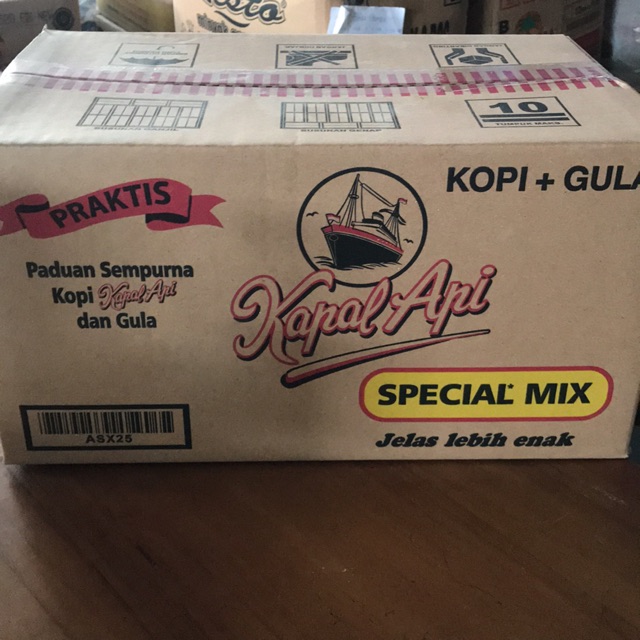 10
KOPI + GULA
PRAKTIS
Paduan Sempurna
Kopi Kapal Api
dan Gula
Kapal Api
SPECIAL MIX
Jelas lebih enak
ASX25